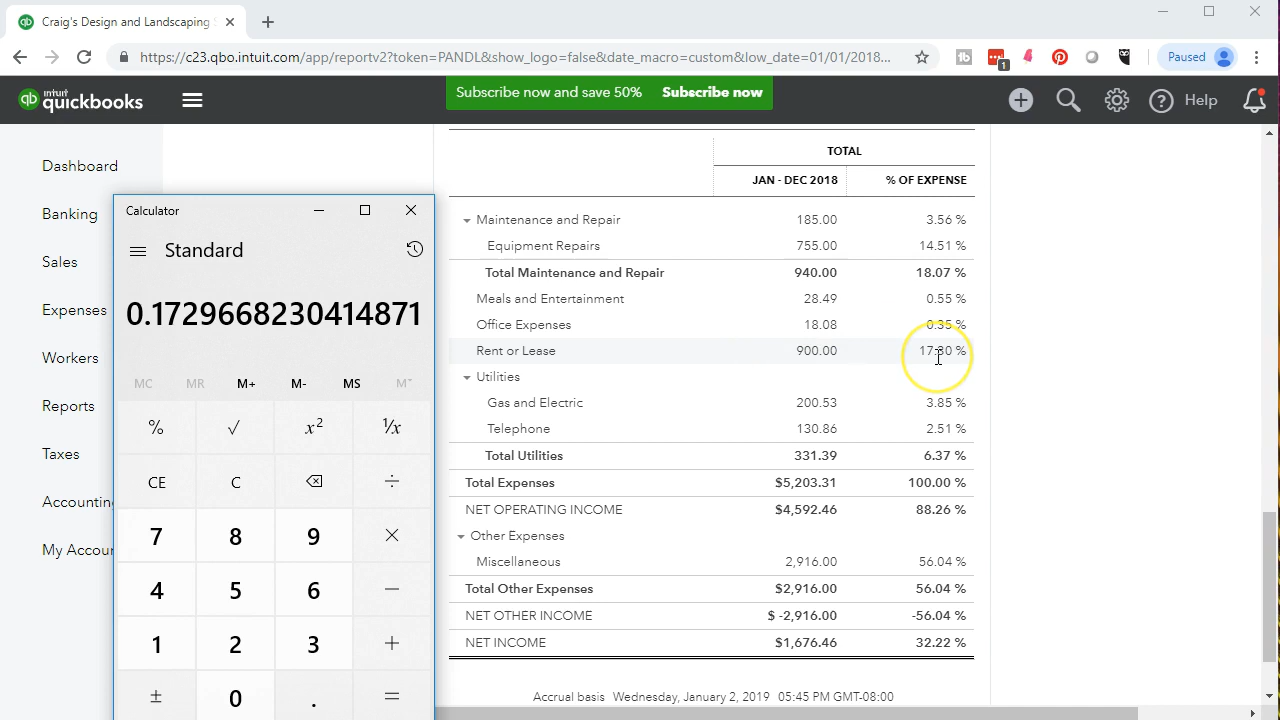 Craig's Design and Landscaping S
https://c23.qbo.intuit.com/app/reportv2?token=PANDL&show_logo=false&date_macro=custom&low_date=01/01/2018...
1
Paused
intuit quickbooks
Subscribe now and save 50% Subscribe now
Help
Dashboard
Banking
Sales
Expenses
Workers
Reports
Taxes
Accounting
My Accou
Calculator
Standard
0.1729668230414871
MC MR M+ M- MS M
% √ x² ¹/x
CE C ÷
7 8 9 ×
4 5 6 −
1 2 3 +
± 0 . =
TOTAL
JAN - DEC 2018 % OF EXPENSE
Maintenance and Repair 185.00 3.56 %
Equipment Repairs 755.00 14.51 %
Total Maintenance and Repair 940.00 18.07 %
Meals and Entertainment 28.49 0.55 %
Office Expenses 18.08 0.35 %
Rent or Lease 900.00 17.30 %
Utilities
Gas and Electric 200.53 3.85 %
Telephone 130.86 2.51 %
Total Utilities 331.39 6.37 %
Total Expenses $5,203.31 100.00 %
NET OPERATING INCOME $4,592.46 88.26 %
Other Expenses
Miscellaneous 2,916.00 56.04 %
Total Other Expenses $2,916.00 56.04 %
NET OTHER INCOME $ -2,916.00 -56.04 %
NET INCOME $1,676.46 32.22 %
Accrual basis Wednesday, January 2, 2019 05:45 PM GMT-08:00